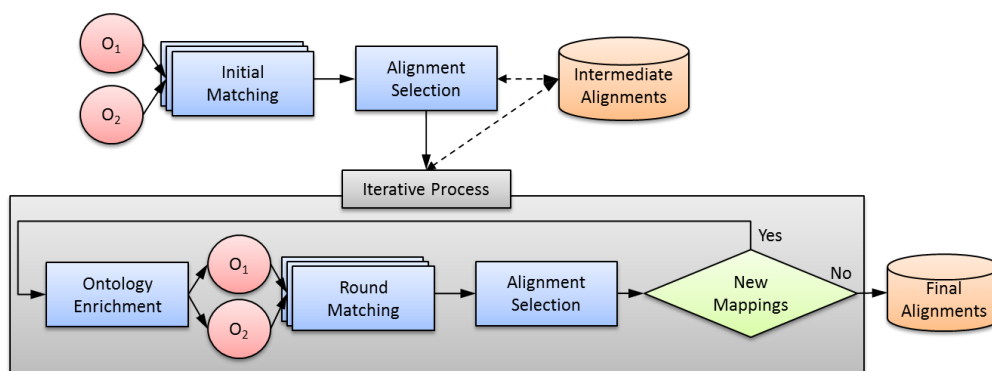 O1
O2
Initial
Matching
Alignment
Selection
Intermediate
Alignments
Iterative Process
Yes
Ontology
Enrichment
O1
O2
Round
Matching
Alignment
Selection
New
Mappings
No
Final
Alignments